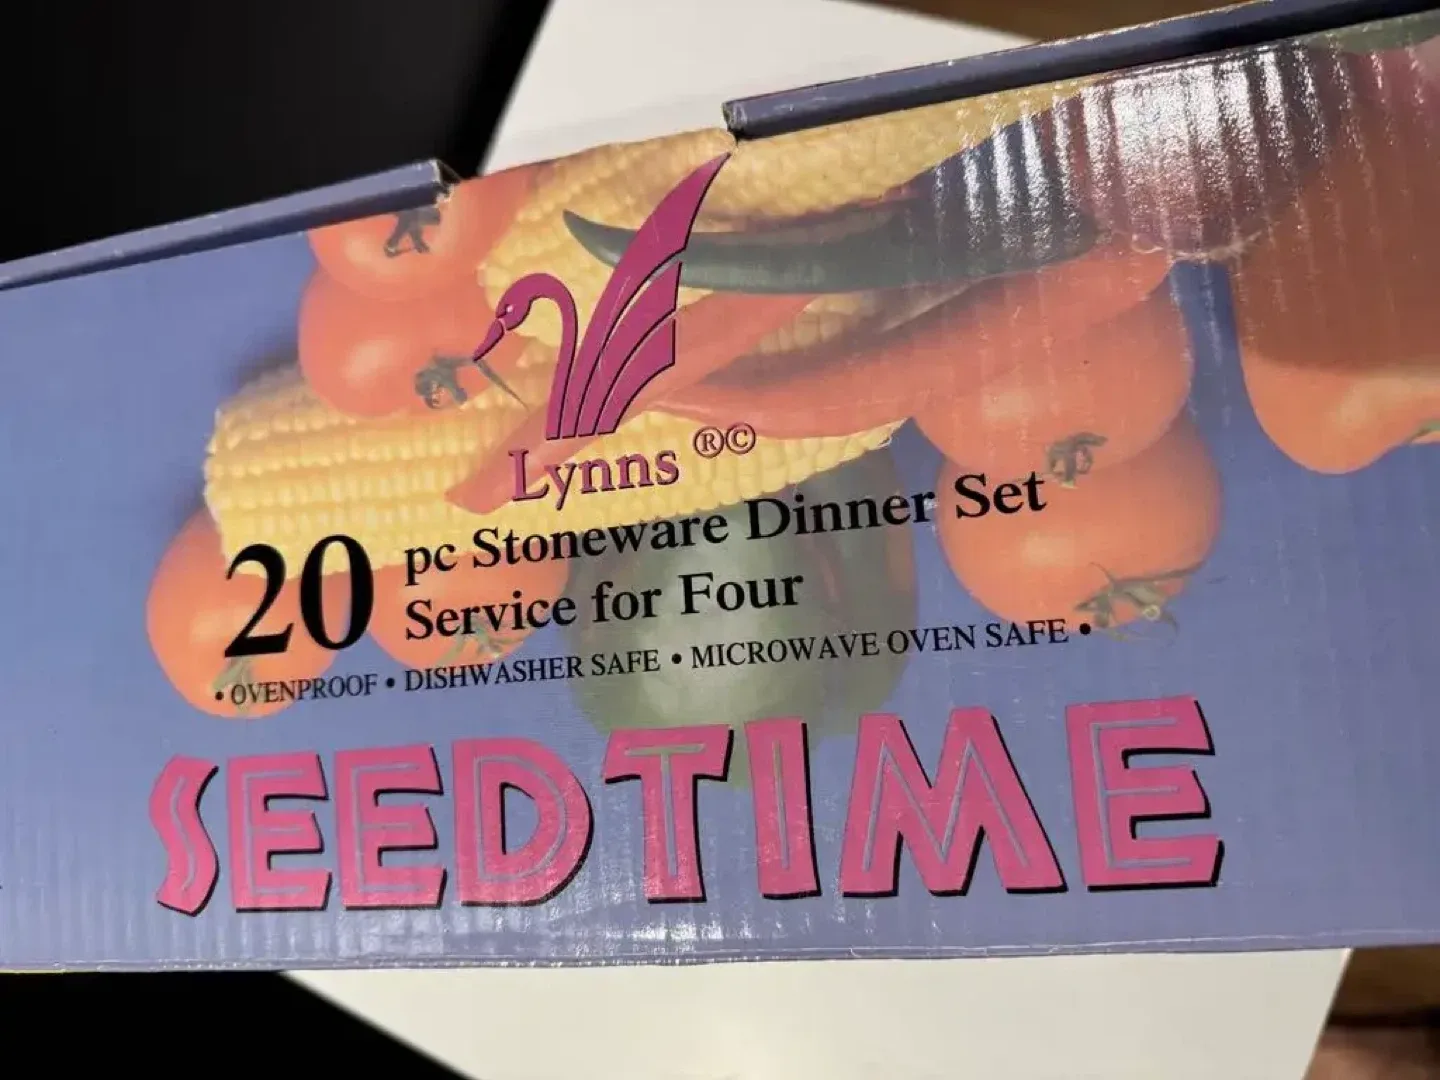 Lynns ®©
20 pc Stoneware Dinner Set
Service for Four
• OVENPROOF • DISHWASHER SAFE • MICROWAVE OVEN SAFE •
SEEDTIME